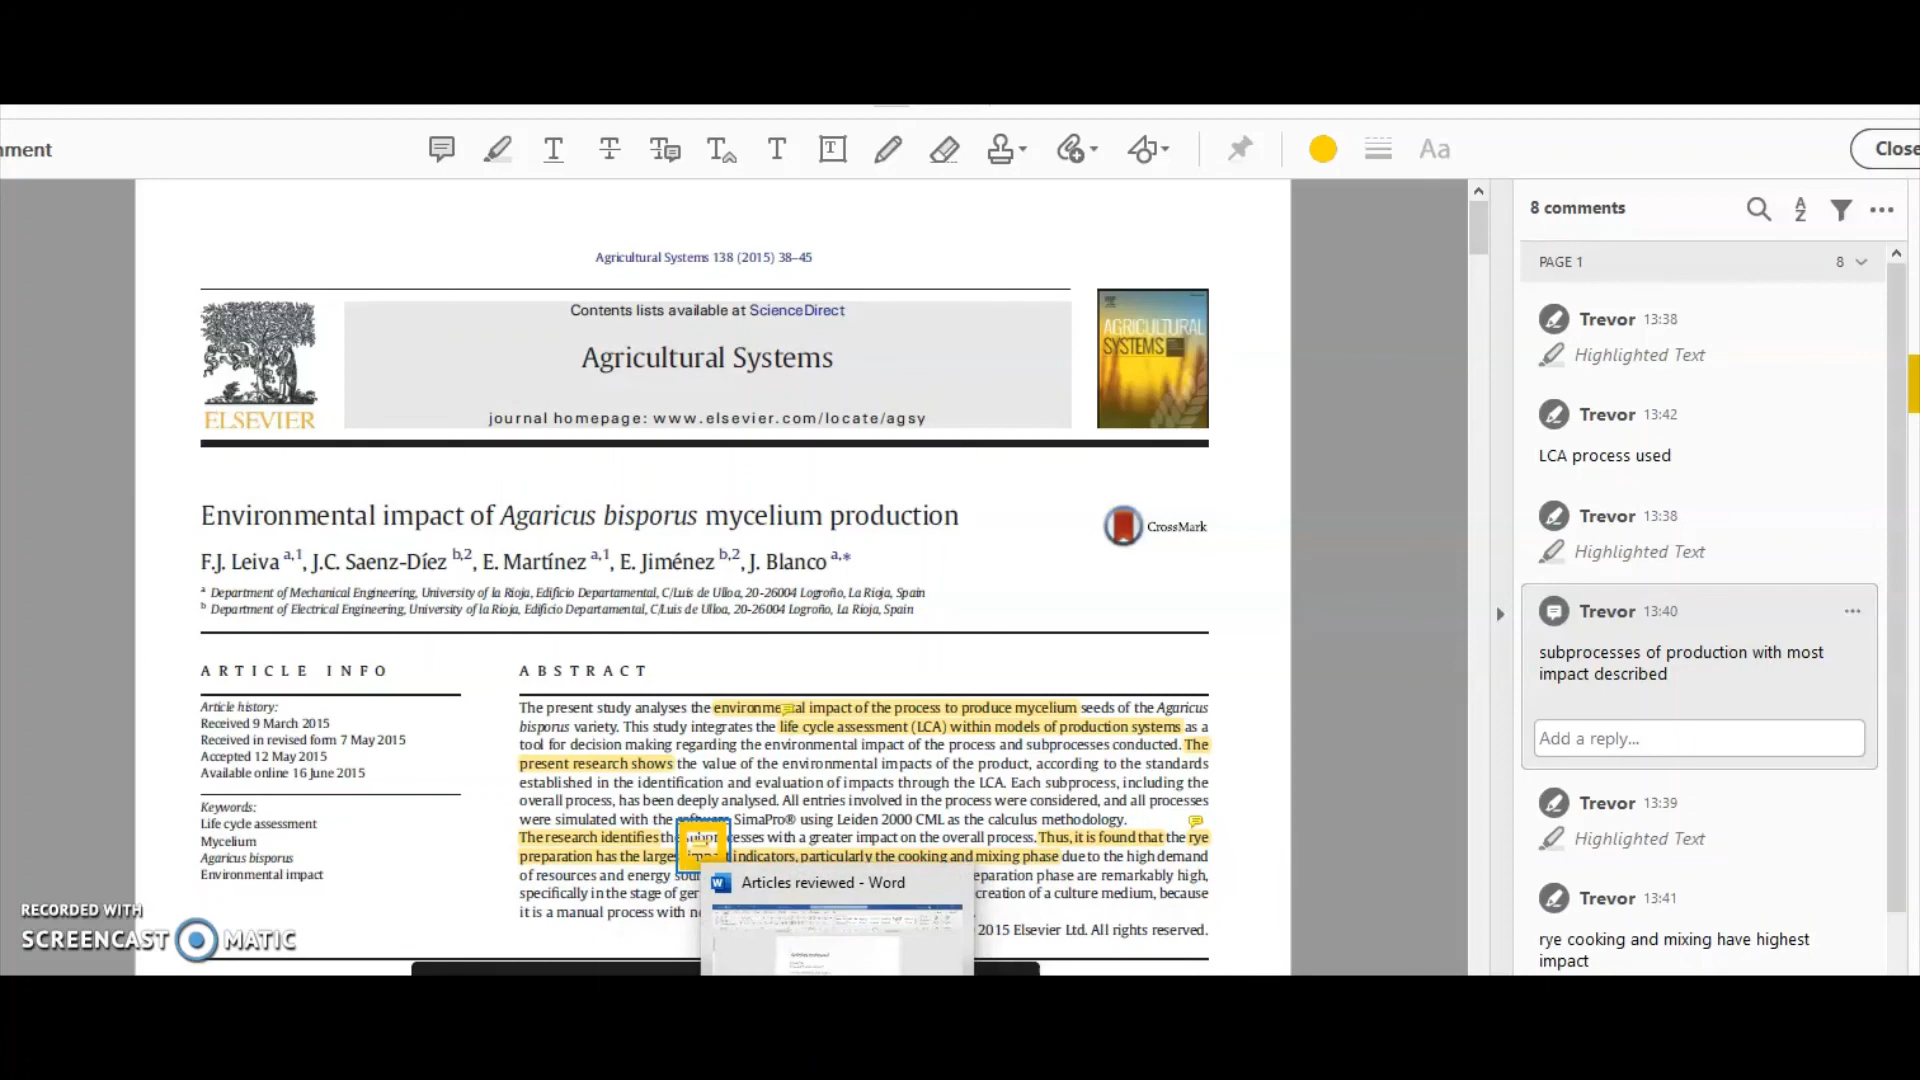 nment
Close
Agricultural Systems 138 (2015) 38–45
Contents lists available at ScienceDirect
Agricultural Systems
journal homepage: www.elsevier.com/locate/agsy
ELSEVIER
AGRICULTURAL
SYSTEMS
Environmental impact of Agaricus bisporus mycelium production
CrossMark
F.J. Leiva a,1, J.C. Saenz-Díez b,2, E. Martínez a,1, E. Jiménez b,2, J. Blanco a,*
a Department of Mechanical Engineering, University of la Rioja, Edificio Departamental, C/Luis de Ulloa, 20-26004 Logroño, La Rioja, Spain
b Department of Electrical Engineering, University of la Rioja, Edificio Departamental, C/Luis de Ulloa, 20-26004 Logroño, La Rioja, Spain
ARTICLE INFO
Article history:
Received 9 March 2015
Received in revised form 7 May 2015
Accepted 12 May 2015
Available online 16 June 2015
Keywords:
Life cycle assessment
Mycelium
Agaricus bisporus
Environmental impact
ABSTRACT
The present study analyses the environmental impact of the process to produce mycelium seeds of the Agaricus
bisporus variety. This study integrates the life cycle assessment (LCA) within models of production systems as a
tool for decision making regarding the environmental impact of the process and subprocesses conducted. The
present research shows the value of the environmental impacts of the product, according to the standards
established in the identification and evaluation of impacts through the LCA. Each subprocess, including the
overall process, has been deeply analysed. All entries involved in the process were considered, and all processes
were simulated with the software SimaPro® using Leiden 2000 CML as the calculus methodology.
The research identifies the subprocesses with a greater impact on the overall process. Thus, it is found that the rye
preparation has the largest impact indicators, particularly the cooking and mixing phase due to the high demand
of resources and energy eparation phase are remarkably high,
specifically in the stage of creation of a culture medium, because
it is a manual process with
2015 Elsevier Ltd. All rights reserved.
Articles reviewed - Word
RECORDED WITH
SCREENCAST MATIC
8 comments
A
Z
PAGE 1
8
Trevor 13:38
Highlighted Text
Trevor 13:42
LCA process used
Trevor 13:38
Highlighted Text
Trevor 13:40
subprocesses of production with most
impact described
Add a reply...
Trevor 13:39
Highlighted Text
Trevor 13:41
rye cooking and mixing have highest
impact